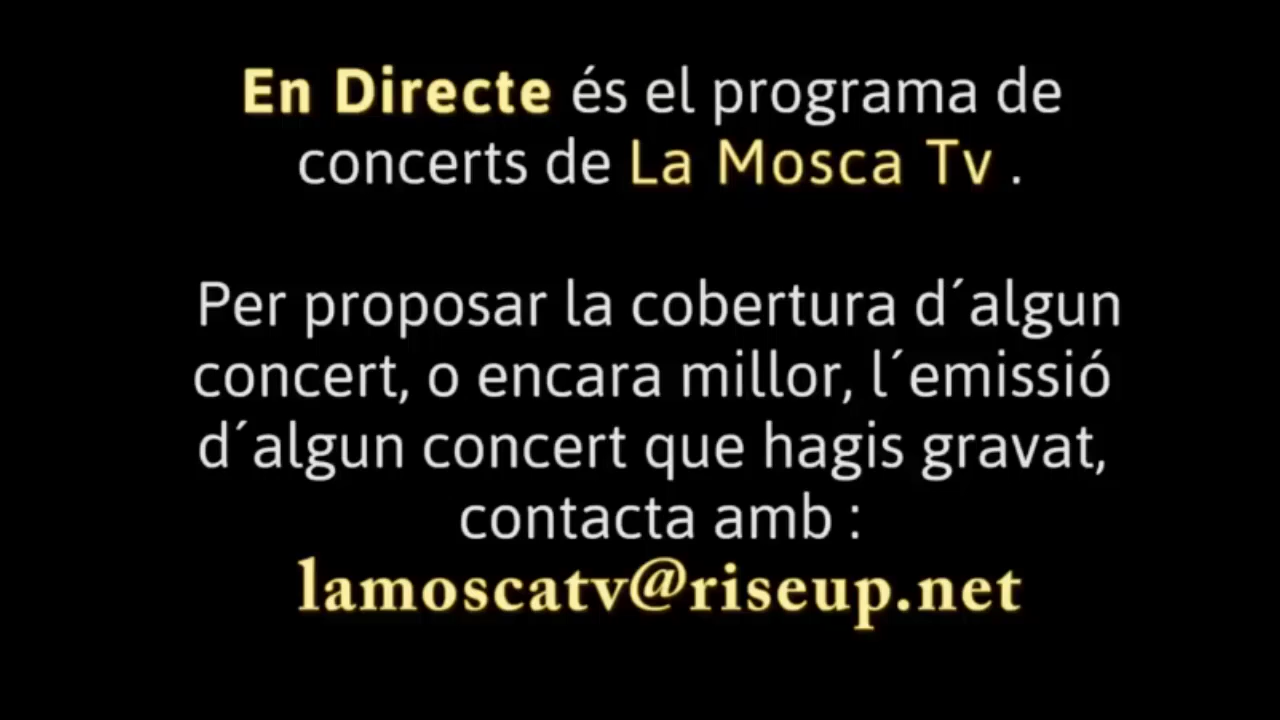 En Directe és el programa de
concerts de La Mosca Tv .
Per proposar la cobertura d´algun
concert, o encara millor, l´emissió
d´algun concert que hagis gravat,
contacta amb :
lamoscatv@riseup.net